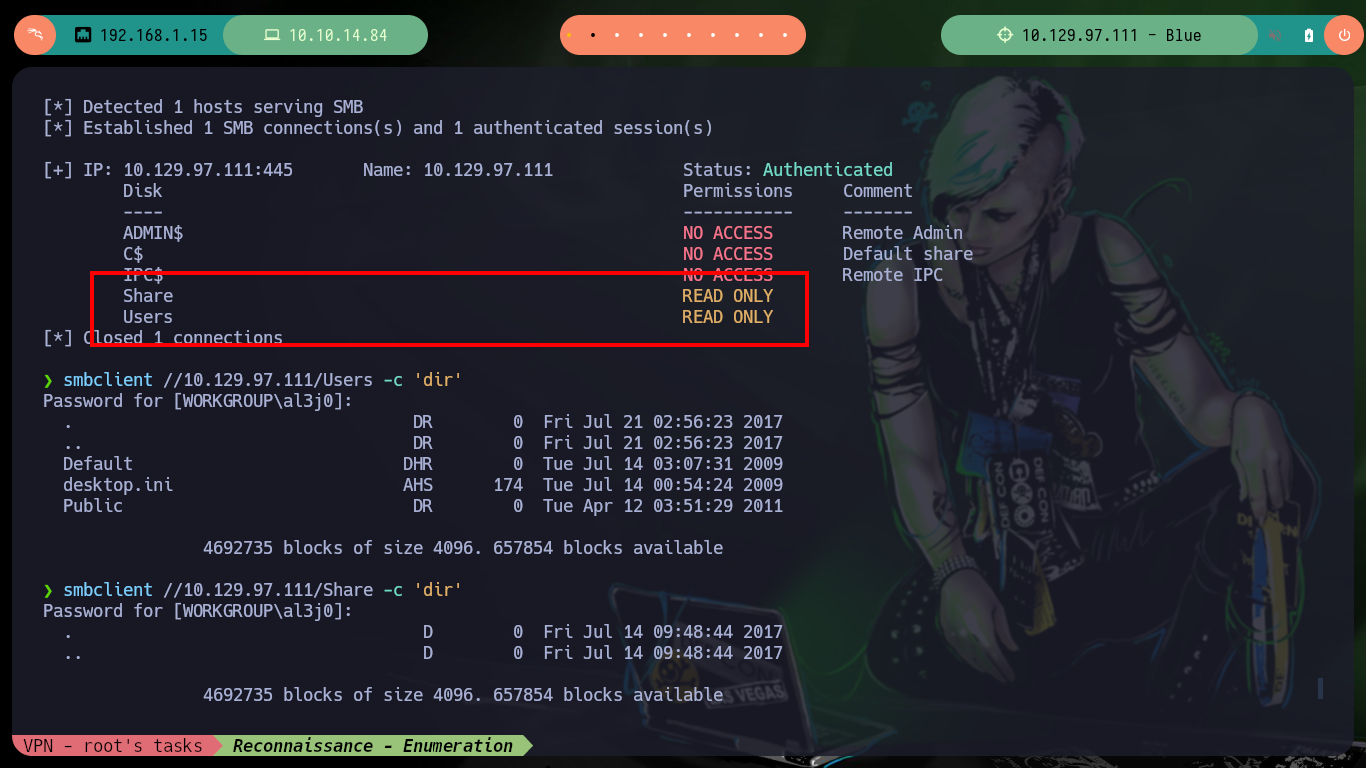 192.168.1.15 10.10.14.84 10.129.97.111 - Blue
[*] Detected 1 hosts serving SMB
[*] Established 1 SMB connections(s) and 1 authenticated session(s)
[+] IP: 10.129.97.111:445 Name: 10.129.97.111 Status: Authenticated
Disk Permissions Comment
---- ----------- -------
ADMIN$ NO ACCESS Remote Admin
C$ NO ACCESS Default share
IPC$ NO ACCESS Remote IPC
Share READ ONLY
Users READ ONLY
[*] Closed 1 connections
❯ smbclient //10.129.97.111/Users -c 'dir'
Password for [WORKGROUP\al3j0]:
. DR 0 Fri Jul 21 02:56:23 2017
.. DR 0 Fri Jul 21 02:56:23 2017
Default DHR 0 Tue Jul 14 03:07:31 2009
desktop.ini AHS 174 Tue Jul 14 00:54:24 2009
Public DR 0 Tue Apr 12 03:51:29 2011
4692735 blocks of size 4096. 657854 blocks available
❯ smbclient //10.129.97.111/Share -c 'dir'
Password for [WORKGROUP\al3j0]:
. D 0 Fri Jul 14 09:48:44 2017
.. D 0 Fri Jul 14 09:48:44 2017
4692735 blocks of size 4096. 657854 blocks available
VPN - root's tasks Reconnaissance - Enumeration
DEF CON
DEF CON
VEGAS